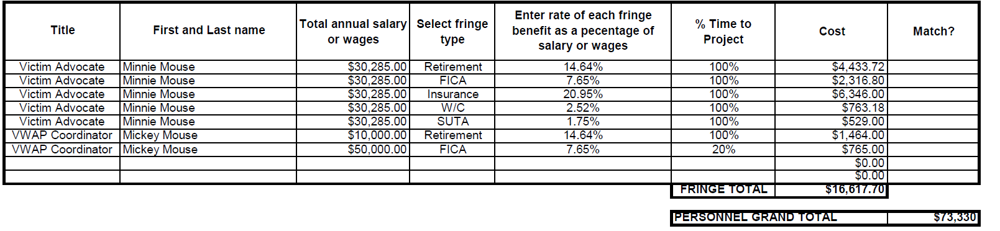 Title First and Last name Total annual salary or wages Select fringe type Enter rate of each fringe benefit as a pecentage of salary or wages % Time to Project Cost Match?
Victim Advocate Minnie Mouse $30,285.00 Retirement 14.64% 100% $4,433.72
Victim Advocate Minnie Mouse $30,285.00 FICA 7.65% 100% $2,316.80
Victim Advocate Minnie Mouse $30,285.00 Insurance 20.95% 100% $6,346.00
Victim Advocate Minnie Mouse $30,285.00 W/C 2.52% 100% $763.18
Victim Advocate Minnie Mouse $30,285.00 SUTA 1.75% 100% $529.00
VWAP Coordinator Mickey Mouse $10,000.00 Retirement 14.64% 100% $1,464.00
VWAP Coordinator Mickey Mouse $50,000.00 FICA 7.65% 20% $765.00
$0.00
$0.00
FRINGE TOTAL $16,617.70
PERSONNEL GRAND TOTAL $73,330